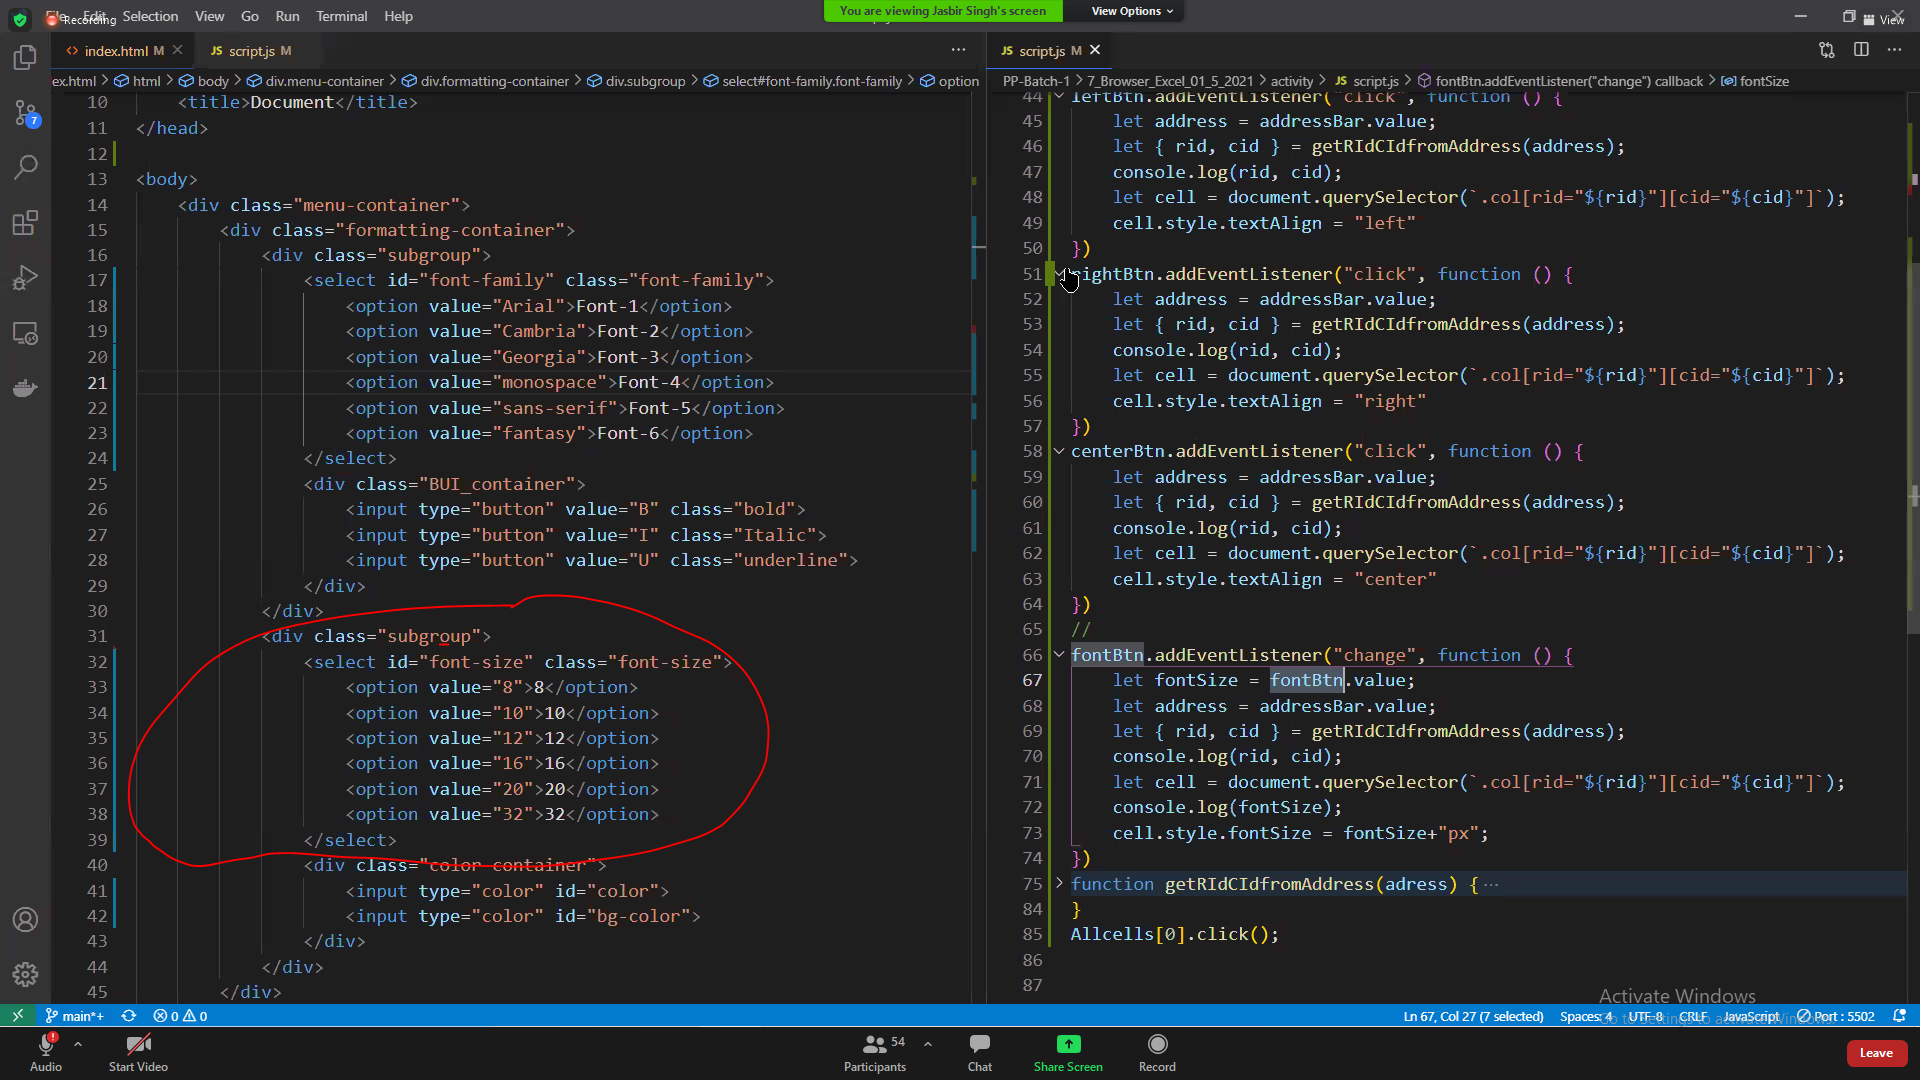 Recording Edit Selection View Go Run Terminal Help
You are viewing Jasbir Singh's screen View Options
View
index.html M
JS script.js M
JS script.js M
ex.html > html > body > div.menu-container > div.formatting-container > div.subgroup > select#font-family.font-family > option
PP-Batch-1 > 7_Browser_Excel_01_5_2021 > activity > JS script.js > fontBtn.addEventListener("change") callback > fontSize
10 <title>Document</title>
11 </head>
12
13 <body>
14 <div class="menu-container">
15 <div class="formatting-container">
16 <div class="subgroup">
17 <select id="font-family" class="font-family">
18 <option value="Arial">Font-1</option>
19 <option value="Cambria">Font-2</option>
20 <option value="Georgia">Font-3</option>
21 <option value="monospace">Font-4</option>
22 <option value="sans-serif">Font-5</option>
23 <option value="fantasy">Font-6</option>
24 </select>
25 <div class="BUI_container">
26 <input type="button" value="B" class="bold">
27 <input type="button" value="I" class="Italic">
28 <input type="button" value="U" class="underline">
29 </div>
30 </div>
31 <div class="subgroup">
32 <select id="font-size" class="font-size">
33 <option value="8">8</option>
34 <option value="10">10</option>
35 <option value="12">12</option>
36 <option value="16">16</option>
37 <option value="20">20</option>
38 <option value="32">32</option>
39 </select>
40 <div class="color-container">
41 <input type="color" id="color">
42 <input type="color" id="bg-color">
43 </div>
44 </div>
45 </div>
44 leftBtn.addEventListener("click", function () {
45 let address = addressBar.value;
46 let { rid, cid } = getRIdCIdfromAddress(address);
47 console.log(rid, cid);
48 let cell = document.querySelector(`.col[rid="${rid}"][cid="${cid}"]`);
49 cell.style.textAlign = "left"
50 })
51 rightBtn.addEventListener("click", function () {
52 let address = addressBar.value;
53 let { rid, cid } = getRIdCIdfromAddress(address);
54 console.log(rid, cid);
55 let cell = document.querySelector(`.col[rid="${rid}"][cid="${cid}"]`);
56 cell.style.textAlign = "right"
57 })
58 centerBtn.addEventListener("click", function () {
59 let address = addressBar.value;
60 let { rid, cid } = getRIdCIdfromAddress(address);
61 console.log(rid, cid);
62 let cell = document.querySelector(`.col[rid="${rid}"][cid="${cid}"]`);
63 cell.style.textAlign = "center"
64 })
65 //
66 fontBtn.addEventListener("change", function () {
67 let fontSize = fontBtn.value;
68 let address = addressBar.value;
69 let { rid, cid } = getRIdCIdfromAddress(address);
70 console.log(rid, cid);
71 let cell = document.querySelector(`.col[rid="${rid}"][cid="${cid}"]`);
72 console.log(fontSize);
73 cell.style.fontSize = fontSize+"px";
74 })
75 function getRIdCIdfromAddress(adress) { ···
84 }
85 Allcells[0].click();
86
87
Activate Windows
Go to Settings to activate Windows.
7
main*+ 0 0
Ln 67, Col 27 (7 selected) Spaces: 4 UTF-8 CRLF JavaScript Port : 5502
Audio Start Video Participants 54 Chat Share Screen Record Leave